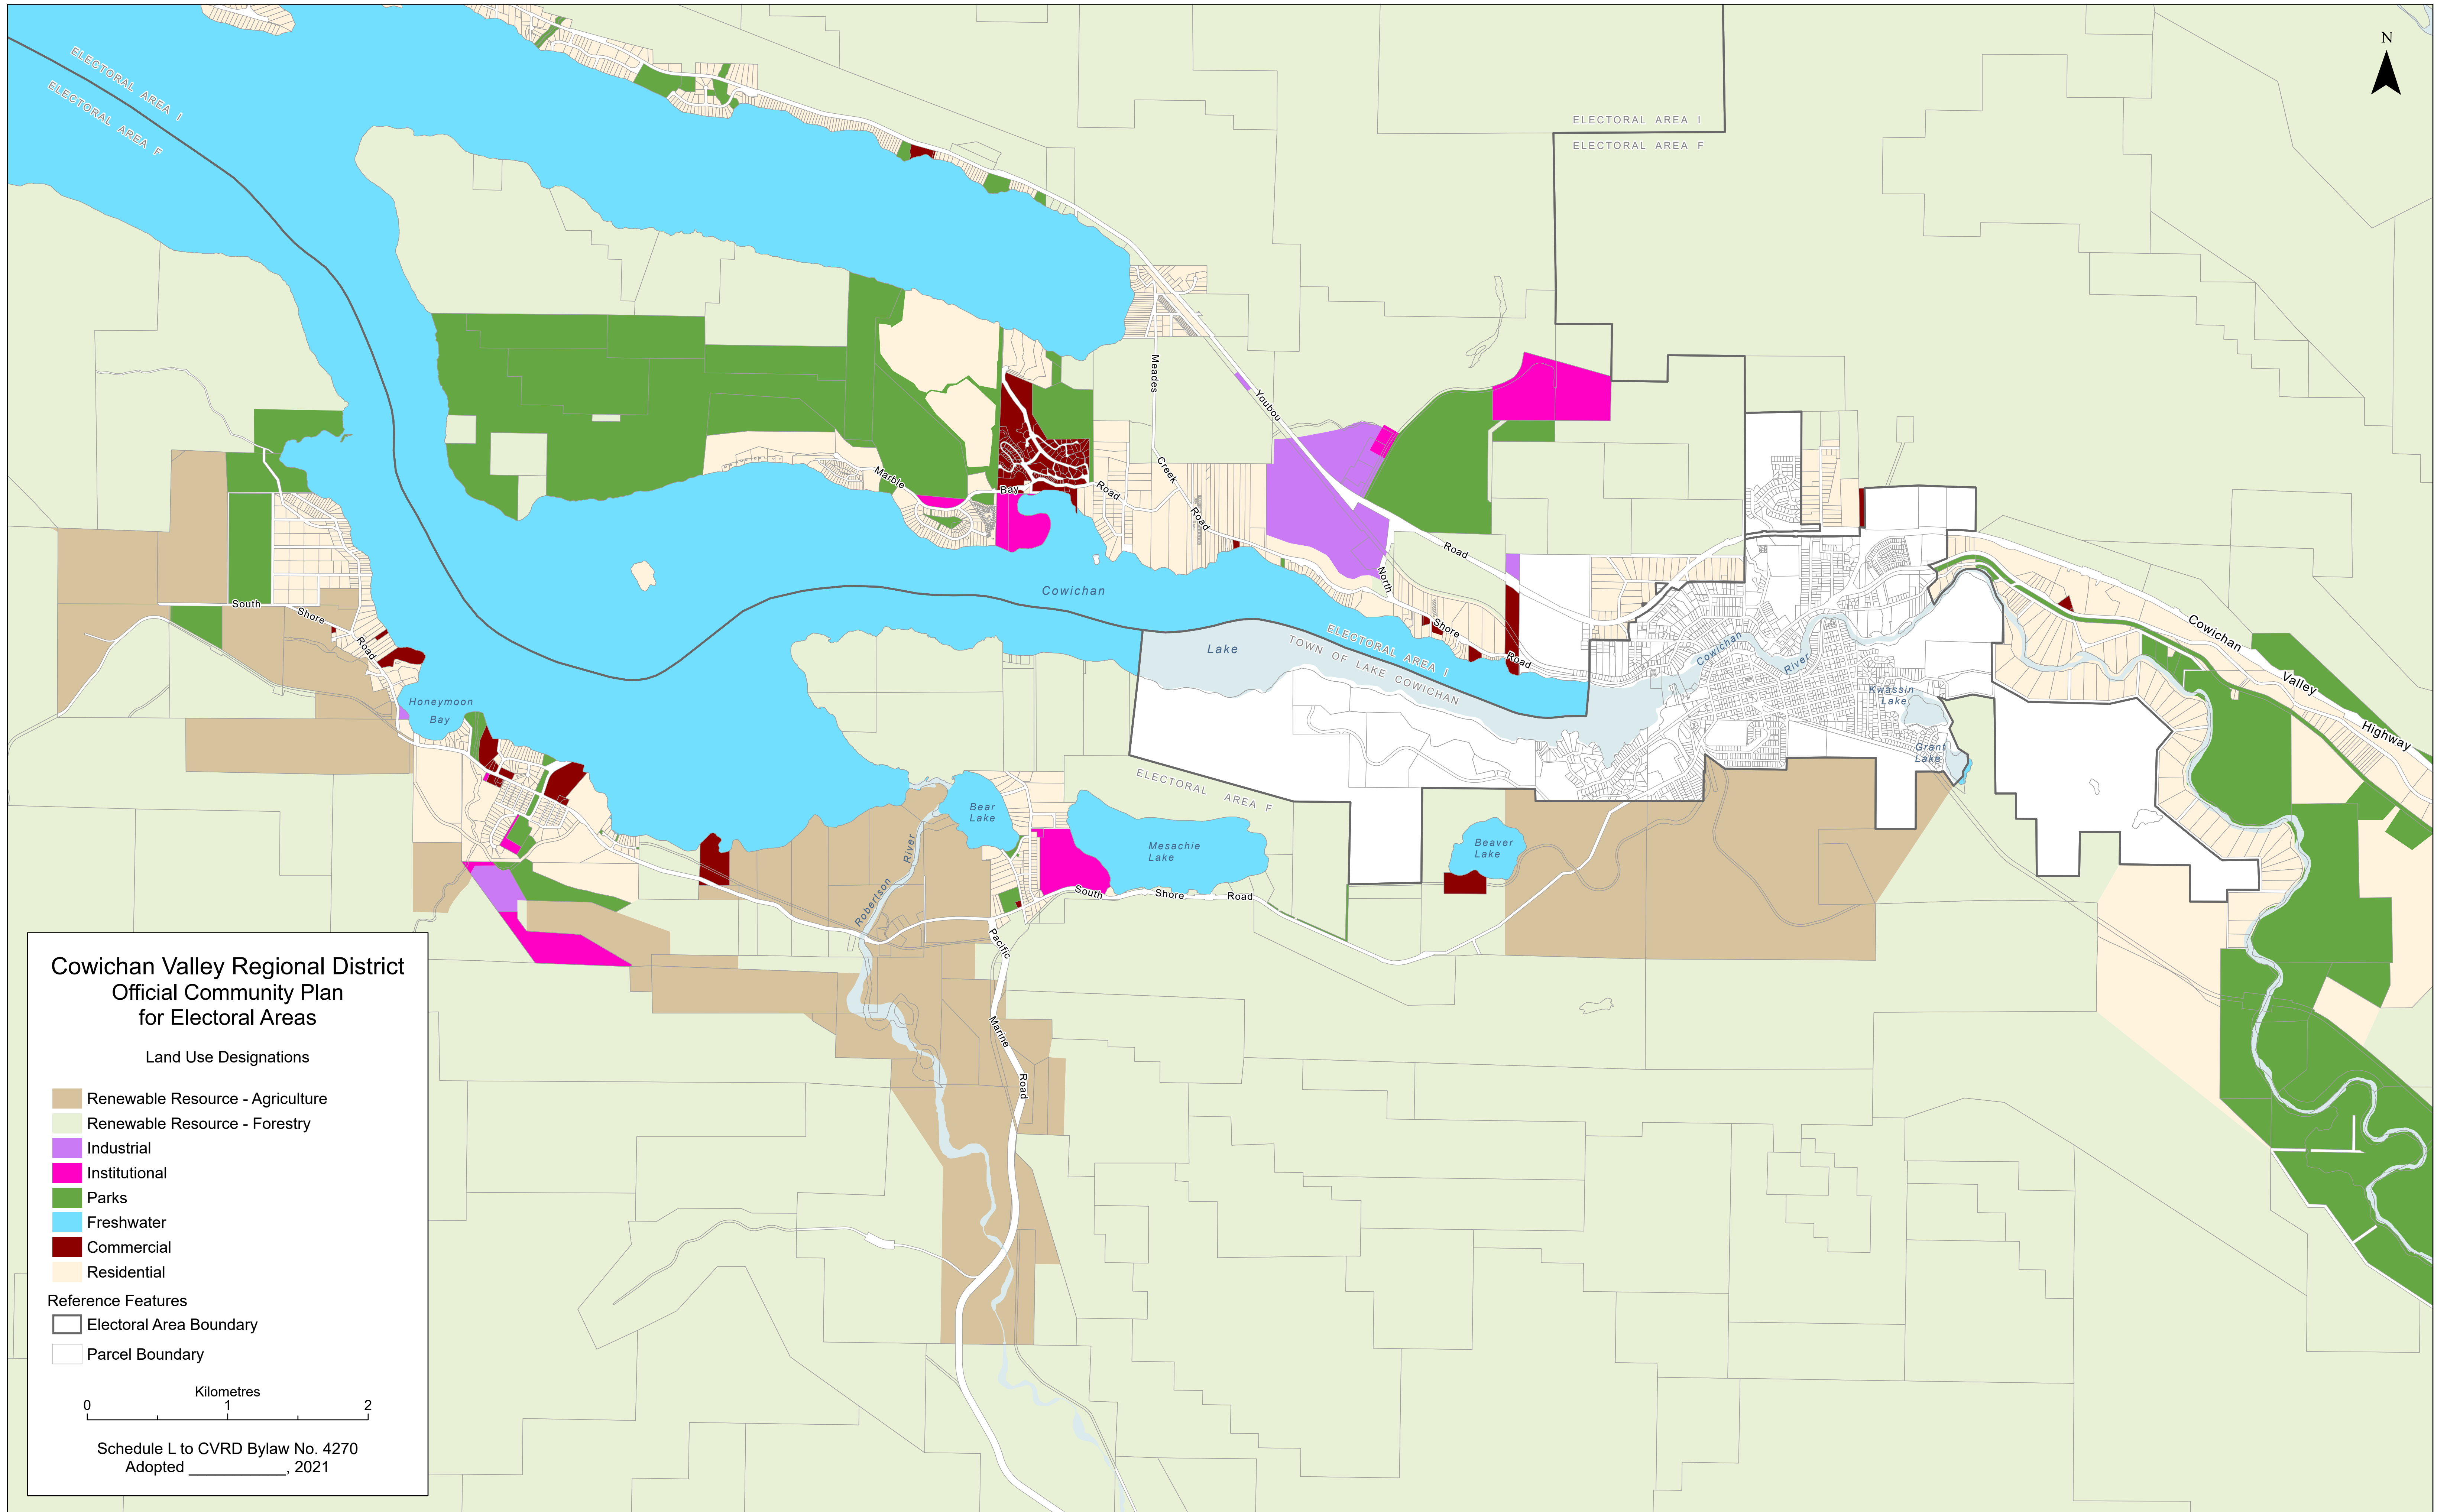 N
ELECTORAL AREA I
ELECTORAL AREA F
ELECTORAL AREA I
ELECTORAL AREA F
Meades
Creek
Road
Youbou
Road
Marble
Bay
Road
North
Shore
Road
Cowichan
Lake
ELECTORAL AREA I
TOWN OF LAKE COWICHAN
ELECTORAL AREA F
Cowichan
River
Kwassin
Lake
Grant
Lake
Cowichan
Valley
Highway
South
Shore
Road
Honeymoon
Bay
Bear
Lake
Mesachie
Lake
Beaver
Lake
Robertson
River
South
Shore
Road
Pacific
Marine
Road
Cowichan Valley Regional District
Official Community Plan
for Electoral Areas
Land Use Designations
Renewable Resource - Agriculture
Renewable Resource - Forestry
Industrial
Institutional
Parks
Freshwater
Commercial
Residential
Reference Features
Electoral Area Boundary
Parcel Boundary
Kilometres
0 1 2
Schedule L to CVRD Bylaw No. 4270
Adopted ___________, 2021